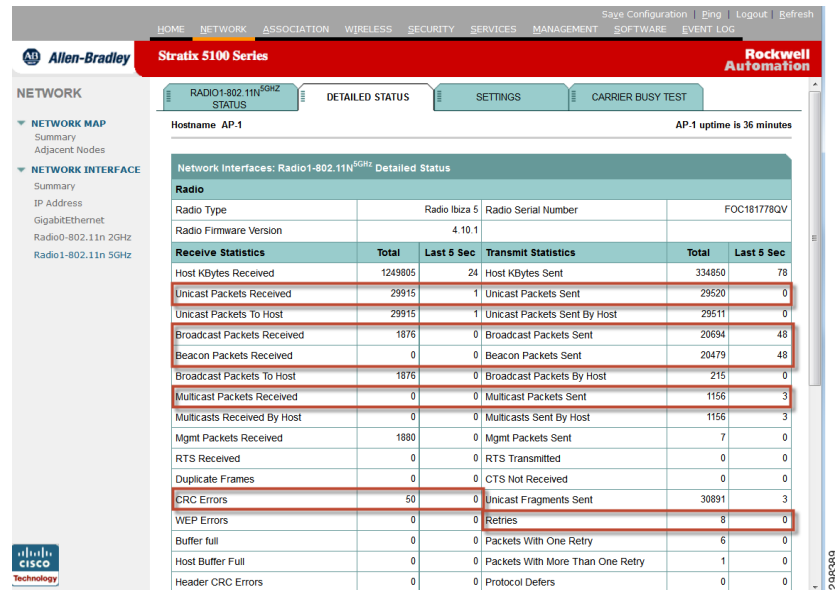 Save Configuration | Ping | Logout | Refresh
HOME NETWORK ASSOCIATION WIRELESS SECURITY SERVICES MANAGEMENT SOFTWARE EVENT LOG
AB Allen-Bradley Stratix 5100 Series Rockwell Automation
NETWORK
NETWORK MAP
Summary
Adjacent Nodes
NETWORK INTERFACE
Summary
IP Address
GigabitEthernet
Radio0-802.11n 2GHz
Radio1-802.11n 5GHz
RADIO1-802.11N 5GHZ STATUS
DETAILED STATUS
SETTINGS
CARRIER BUSY TEST
Hostname AP-1 AP-1 uptime is 36 minutes
Network Interfaces: Radio1-802.11N 5GHZ Detailed Status
Radio
Radio Type Radio Ibiza 5 Radio Serial Number FOC181778QV
Radio Firmware Version 4.10.1
Receive Statistics Total Last 5 Sec Transmit Statistics Total Last 5 Sec
Host KBytes Received 1249805 24 Host KBytes Sent 334850 78
Unicast Packets Received 29915 1 Unicast Packets Sent 29520 0
Unicast Packets To Host 29915 1 Unicast Packets Sent By Host 29511 0
Broadcast Packets Received 1876 0 Broadcast Packets Sent 20694 48
Beacon Packets Received 0 0 Beacon Packets Sent 20479 48
Broadcast Packets To Host 1876 0 Broadcast Packets By Host 215 0
Multicast Packets Received 0 0 Multicast Packets Sent 1156 3
Multicasts Received By Host 0 0 Multicasts Sent By Host 1156 3
Mgmt Packets Received 1880 0 Mgmt Packets Sent 7 0
RTS Received 0 0 RTS Transmitted 0 0
Duplicate Frames 0 0 CTS Not Received 0 0
CRC Errors 50 0 Unicast Fragments Sent 30891 3
WEP Errors 0 0 Retries 8 0
Buffer full 0 0 Packets With One Retry 6 0
Host Buffer Full 0 0 Packets With More Than One Retry 1 0
Header CRC Errors 0 0 Protocol Defers 0 0
CISCO
Technology
298389